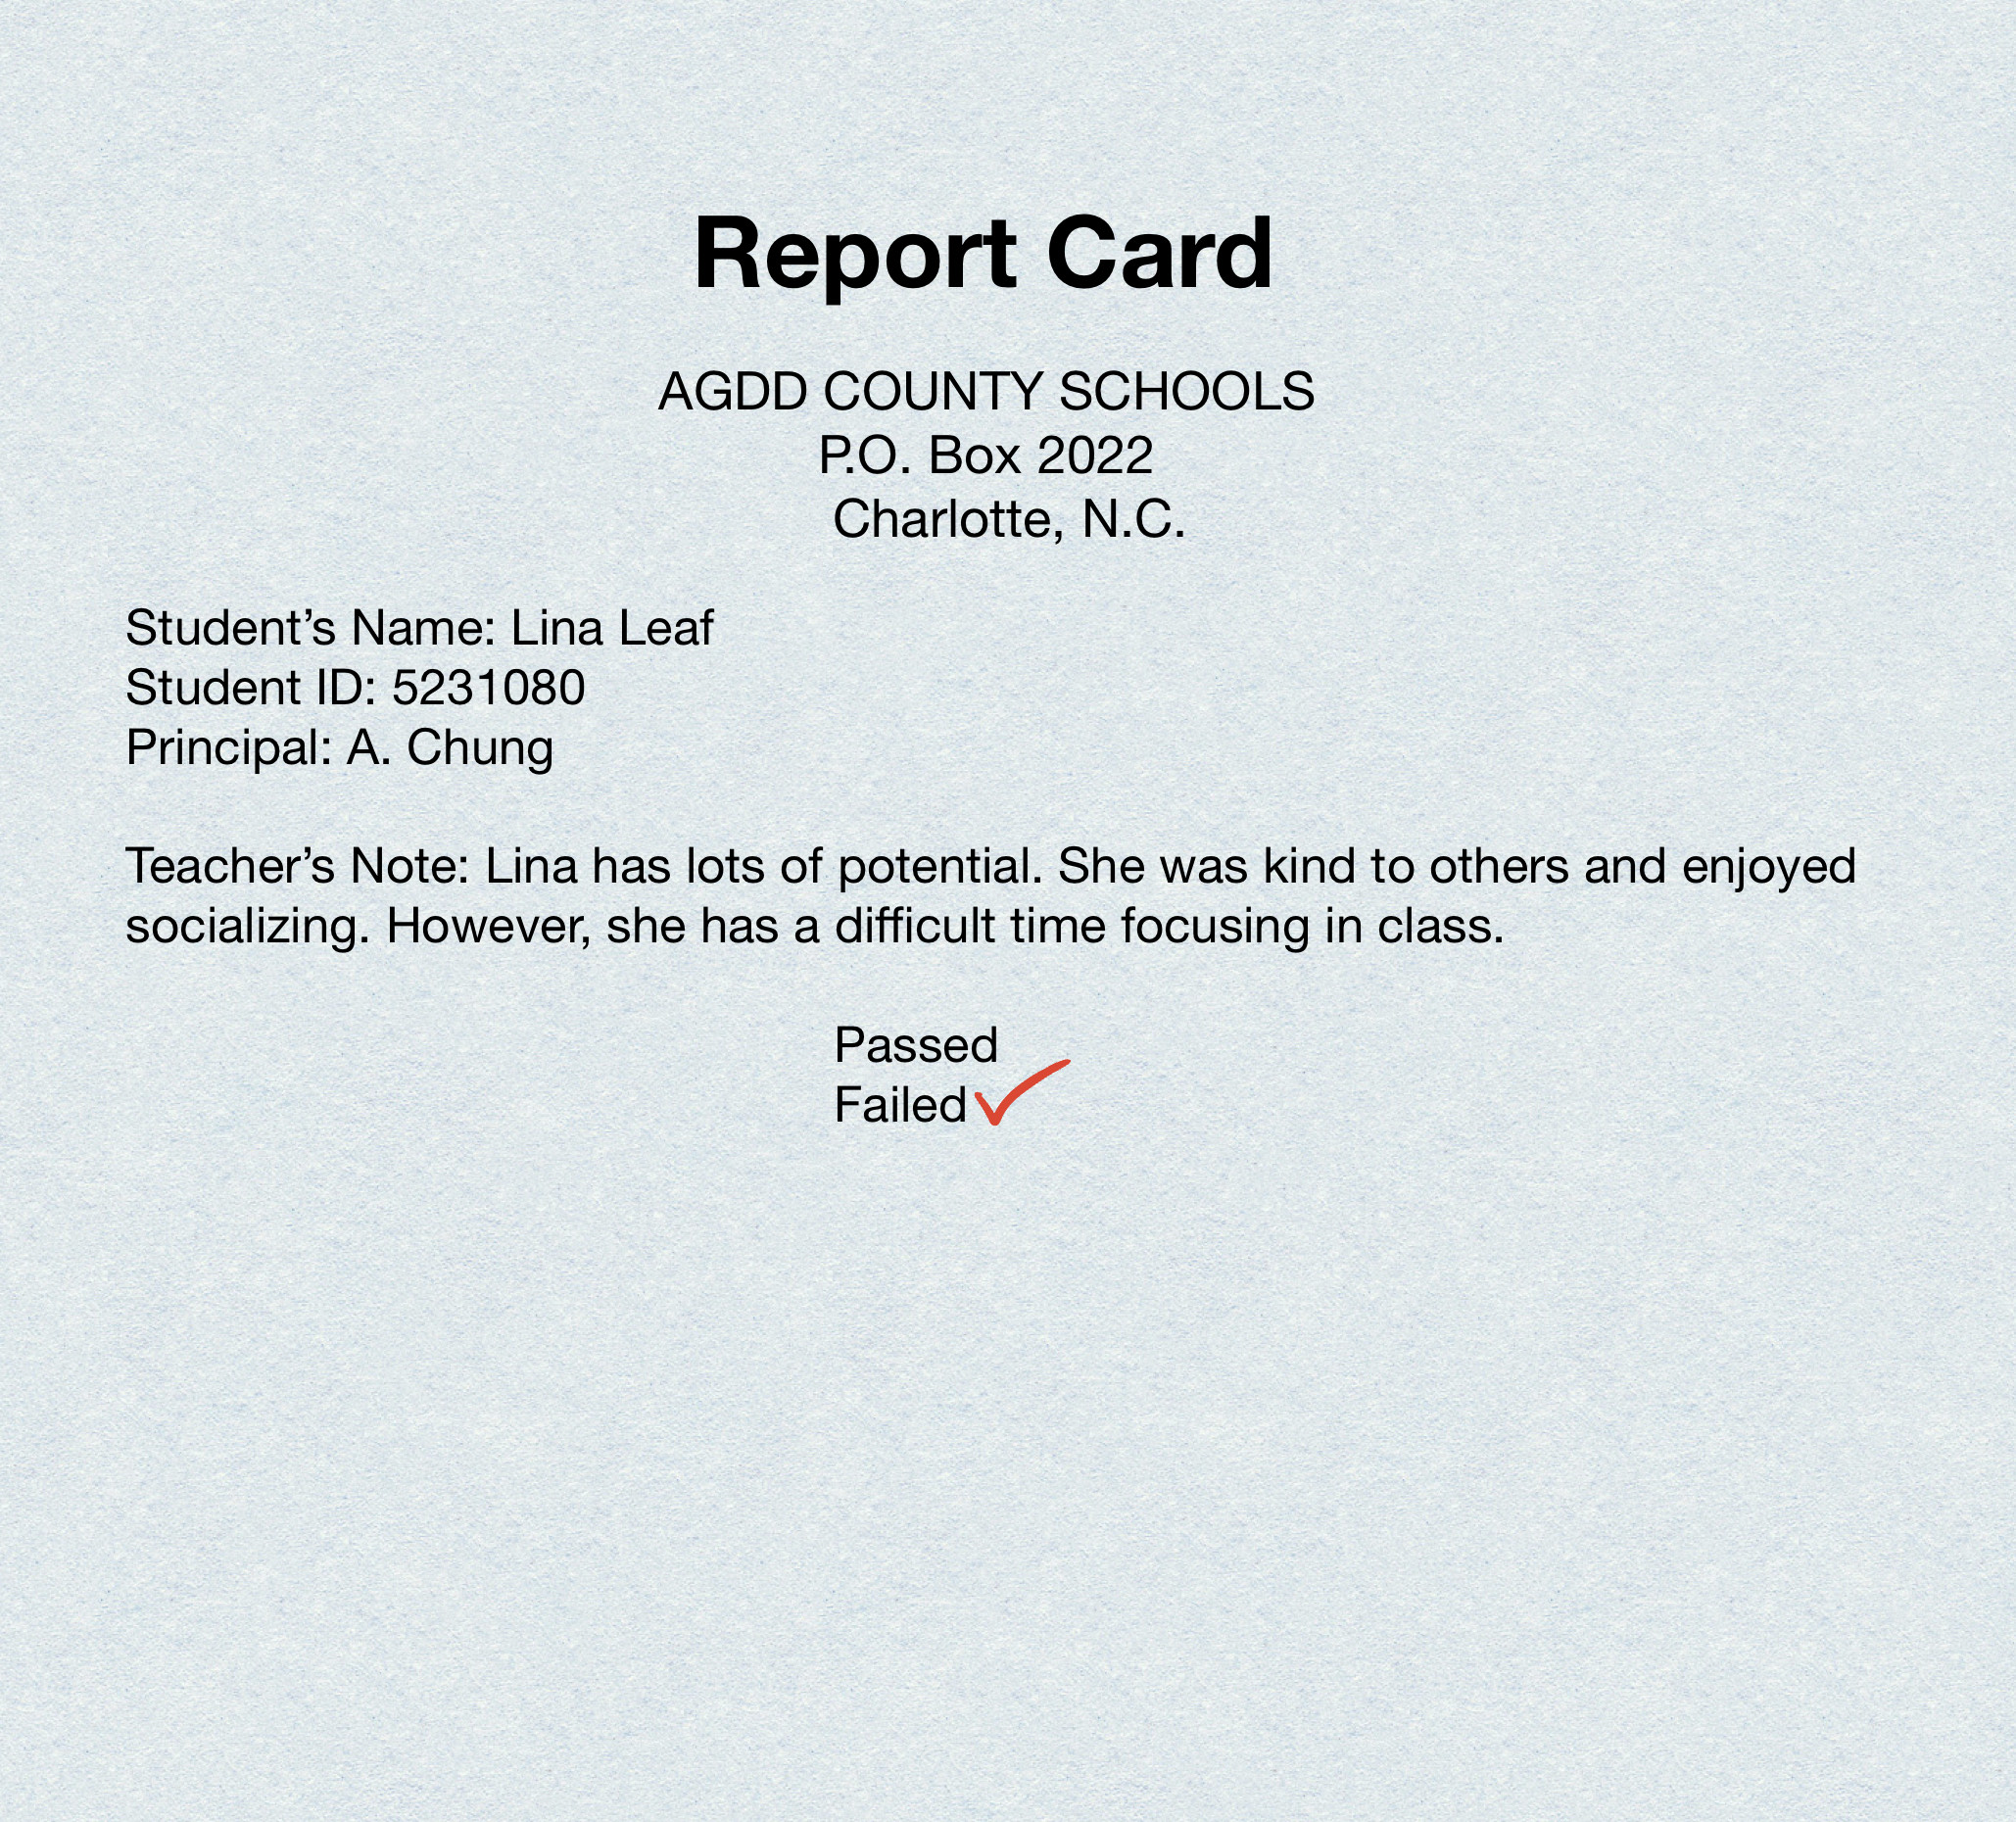 Report Card
AGDD COUNTY SCHOOLS
P.O. Box 2022
Charlotte, N.C.
Student’s Name: Lina Leaf
Student ID: 5231080
Principal: A. Chung
Teacher’s Note: Lina has lots of potential. She was kind to others and enjoyed
socializing. However, she has a difficult time focusing in class.
Passed
Failed